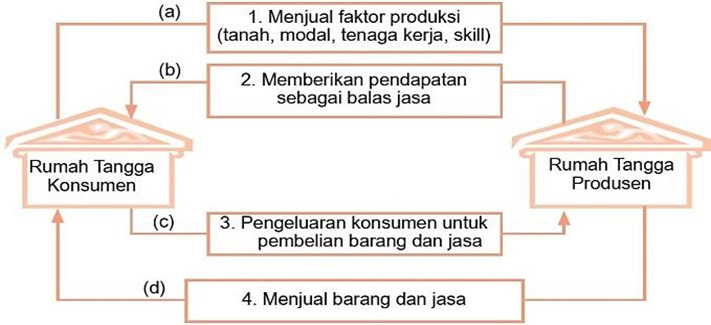 (a)
1. Menjual faktor produksi
(tanah, modal, tenaga kerja, skill)
(b)
2. Memberikan pendapatan
sebagai balas jasa
Rumah Tangga
Konsumen
Rumah Tangga
Produsen
(c)
3. Pengeluaran konsumen untuk
pembelian barang dan jasa
(d)
4. Menjual barang dan jasa